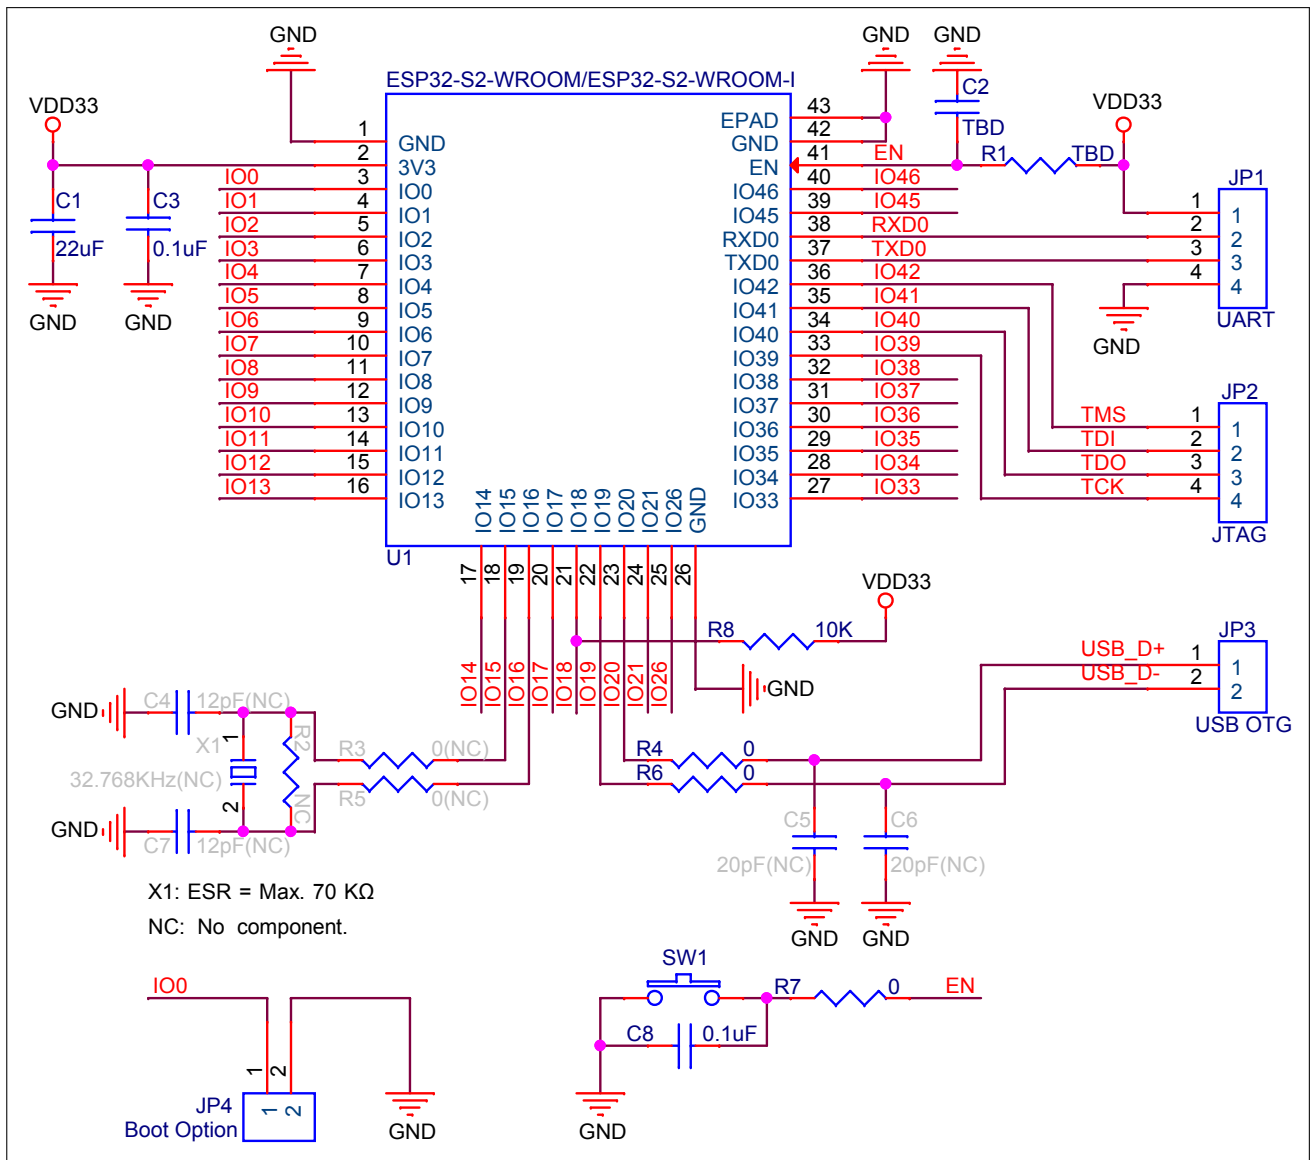 GND
GND
GND
ESP32-S2-WROOM/ESP32-S2-WROOM-I
VDD33
C2
TBD
VDD33
1
GND
2
3V3
3
IO0
IO0
4
IO1
IO1
5
IO2
IO2
6
IO3
IO3
7
IO4
IO4
8
IO5
IO5
9
IO6
IO6
10
IO7
IO7
11
IO8
IO8
12
IO9
IO9
13
IO10
IO10
14
IO11
IO11
15
IO12
IO12
16
IO13
IO13
C1
22uF
GND
C3
0.1uF
GND
EPAD
43
GND
42
EN
41
EN
R1
TBD
IO46
40
IO46
IO45
39
IO45
RXD0
38
RXD0
TXD0
37
TXD0
IO42
36
IO42
IO41
35
IO41
IO40
34
IO40
IO39
33
IO39
IO38
32
IO38
IO37
31
IO37
IO36
30
IO36
IO35
29
IO35
IO34
28
IO34
IO33
27
IO33
JP1
1 1
2 2
3 3
4 4
UART
GND
JP2
TMS 1 1
TDI 2 2
TDO 3 3
TCK 4 4
JTAG
IO14
IO15
IO16
IO17
IO18
IO19
IO20
IO21
IO26
GND
U1
17
18
19
20
21
22
23
24
25
26
IO14
IO15
IO16
IO17
IO18
IO19
IO20
IO21
IO26
VDD33
R8
10K
GND
JP3
USB_D+ 1 1
USB_D- 2 2
USB OTG
GND
C4
12pF(NC)
X1
1
32.768KHz(NC)
2
R2
NC
R3
0(NC)
R5
0(NC)
GND
C7
12pF(NC)
R4
0
R6
0
C5
20pF(NC)
GND
C6
20pF(NC)
GND
X1: ESR = Max. 70 KΩ
NC: No component.
IO0
1
2
1
2
JP4
Boot Option
GND
SW1
R7
0
EN
C8
0.1uF
GND